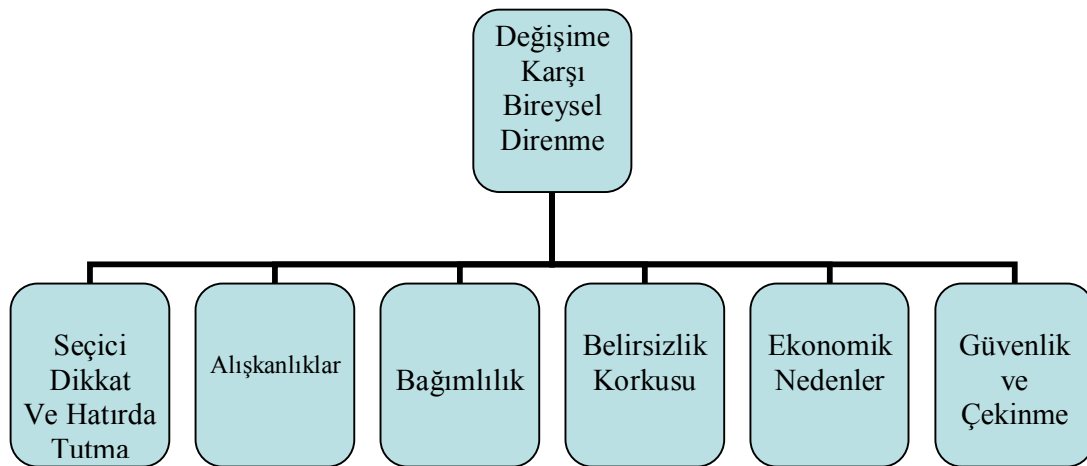 Değişime
Karşı
Bireysel
Direnme
Seçici
Dikkat
Ve Hatırda
Tutma
Alışkanlıklar
Bağımlılık
Belirsizlik
Korkusu
Ekonomik
Nedenler
Güvenlik
ve
Çekinme